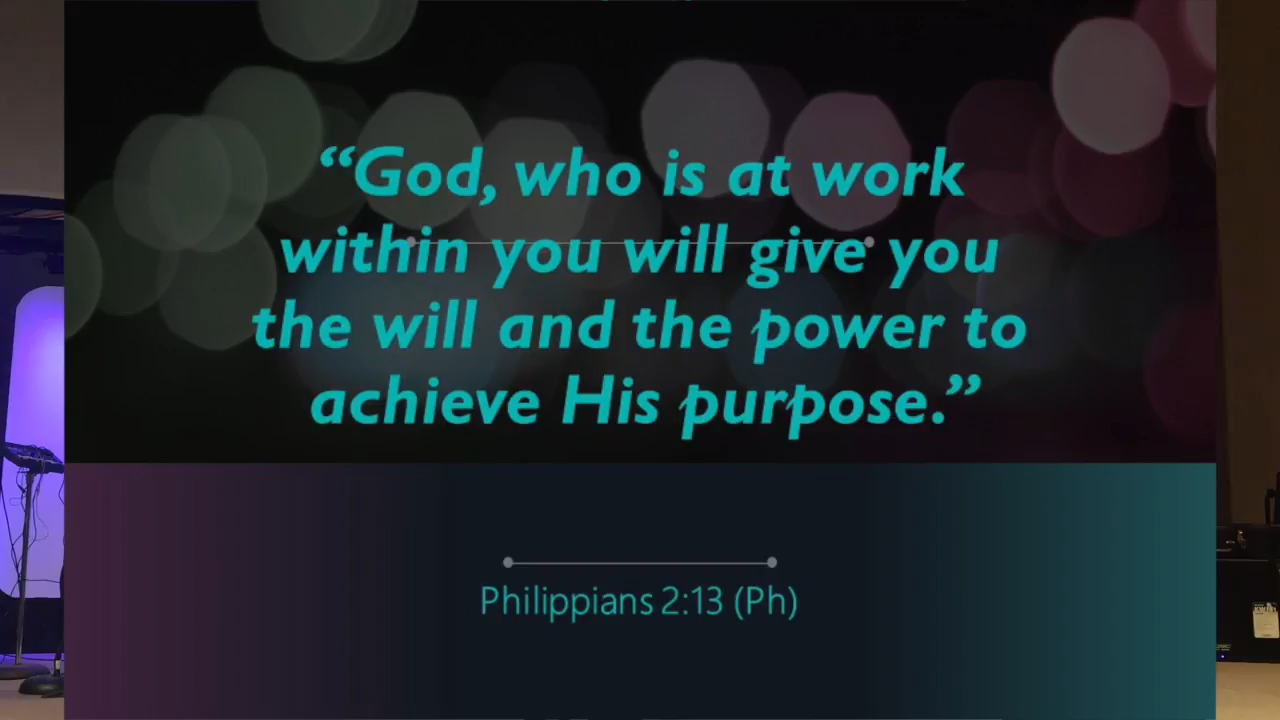 “God, who is at work
within you will give you
the will and the power to
achieve His purpose.”
Philippians 2:13 (Ph)